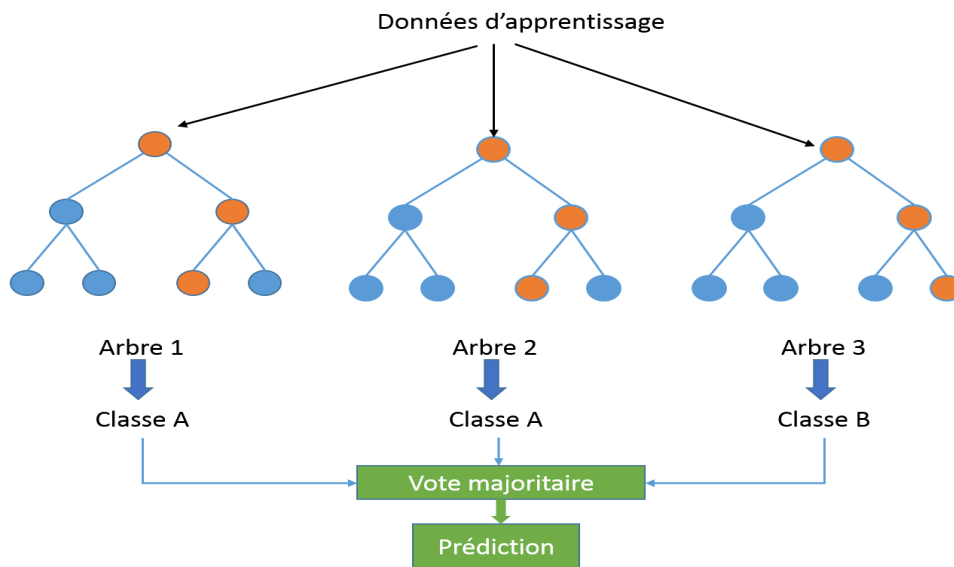 Données d’apprentissage
Arbre 1
Arbre 2
Arbre 3
Classe A
Classe A
Classe B
Vote majoritaire
Prédiction